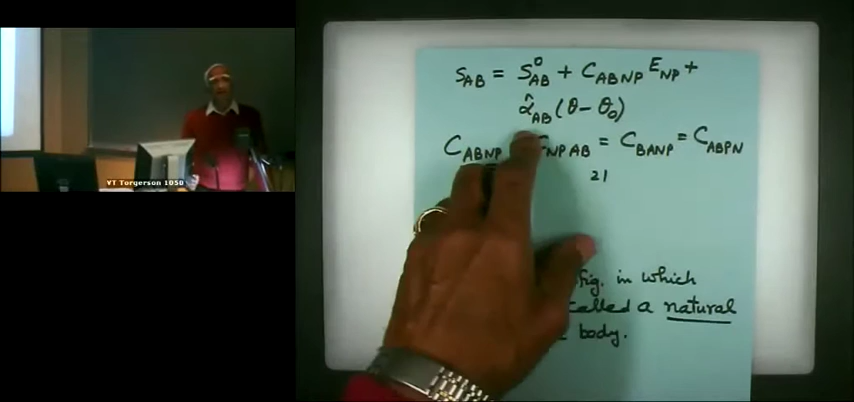 VT Torgerson 1050
S_AB = S⁰_AB + C_ABNP E_NP +
α̂_AB (θ - θ₀)
C_ABNP C_NPAB = C_BANP = C_ABPN
21
fig. in which
called a natural
body.